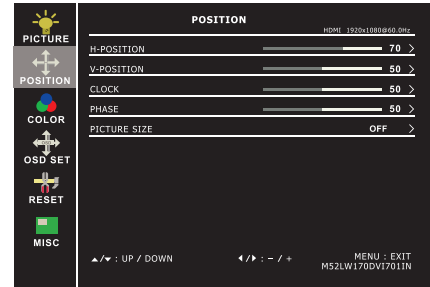 PICTURE
POSITION
COLOR
OSD SET
RESET
MISC
POSITION
HDMI 1920x1080@60.0Hz
H-POSITION 70 >
V-POSITION 50 >
CLOCK 50 >
PHASE 50 >
PICTURE SIZE OFF >
▲/▼ : UP / DOWN ◀/▶ : - / + MENU : EXIT
M52LW170DVI701IN